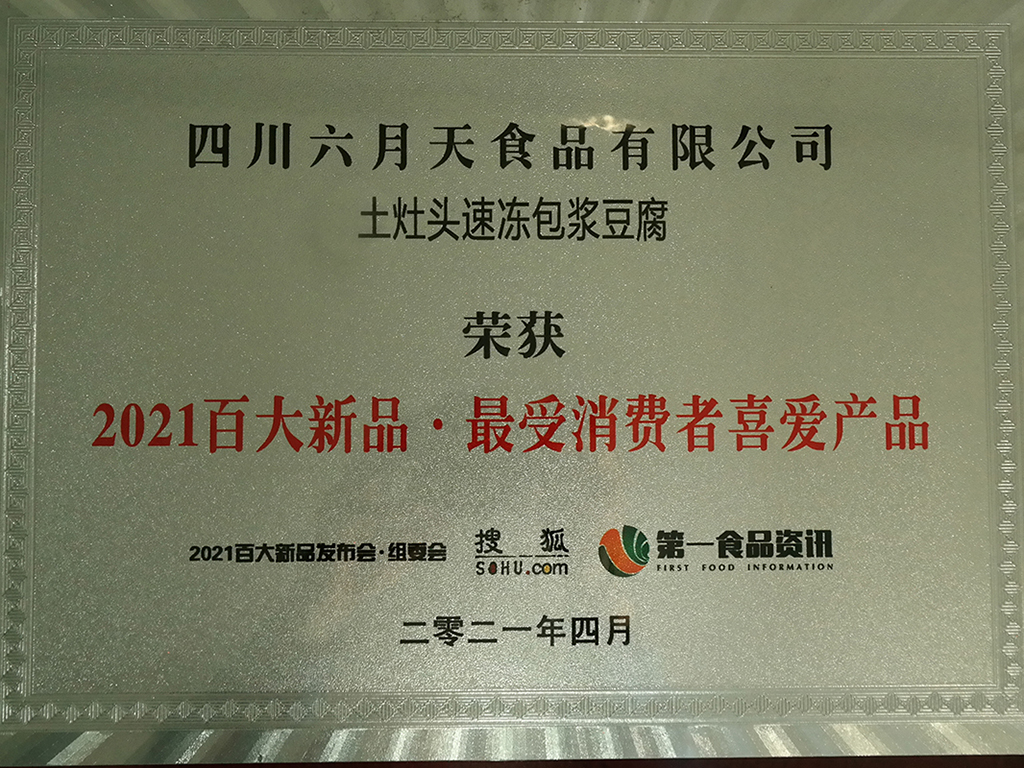 四川六月天食品有限公司
土灶头速冻包浆豆腐
荣获
2021百大新品·最受消费者喜爱产品
2021百大新品发布会·组委会
搜狐
SOHU.com
第一食品资讯
FIRST FOOD INFORMATION
二零二一年四月